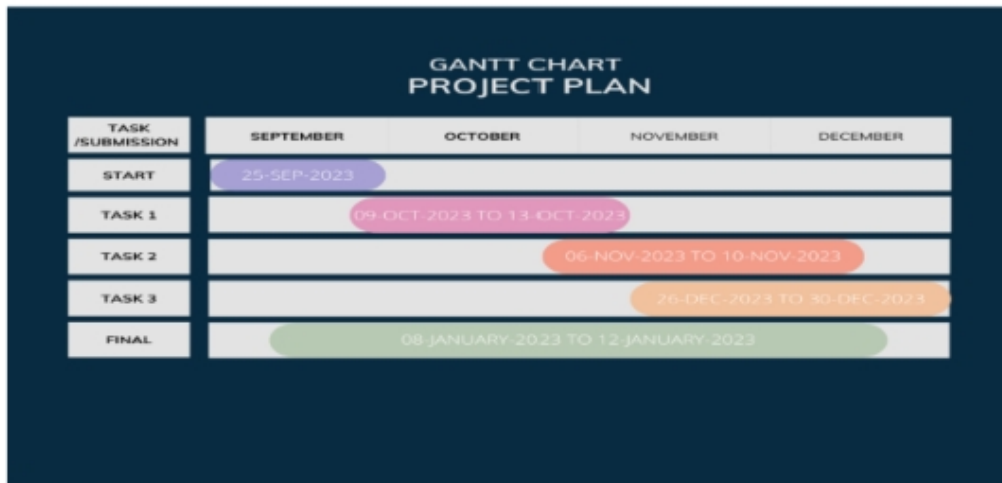 GANTT CHART
PROJECT PLAN
TASK
/SUBMISSION
SEPTEMBER OCTOBER NOVEMBER DECEMBER
START 25-SEP-2023
TASK 1 09-OCT-2023 TO 13-OCT-2023
TASK 2 06-NOV-2023 TO 10-NOV-2023
TASK 3 26-DEC-2023 TO 30-DEC-2023
FINAL 08-JANUARY-2023 TO 12-JANUARY-2023